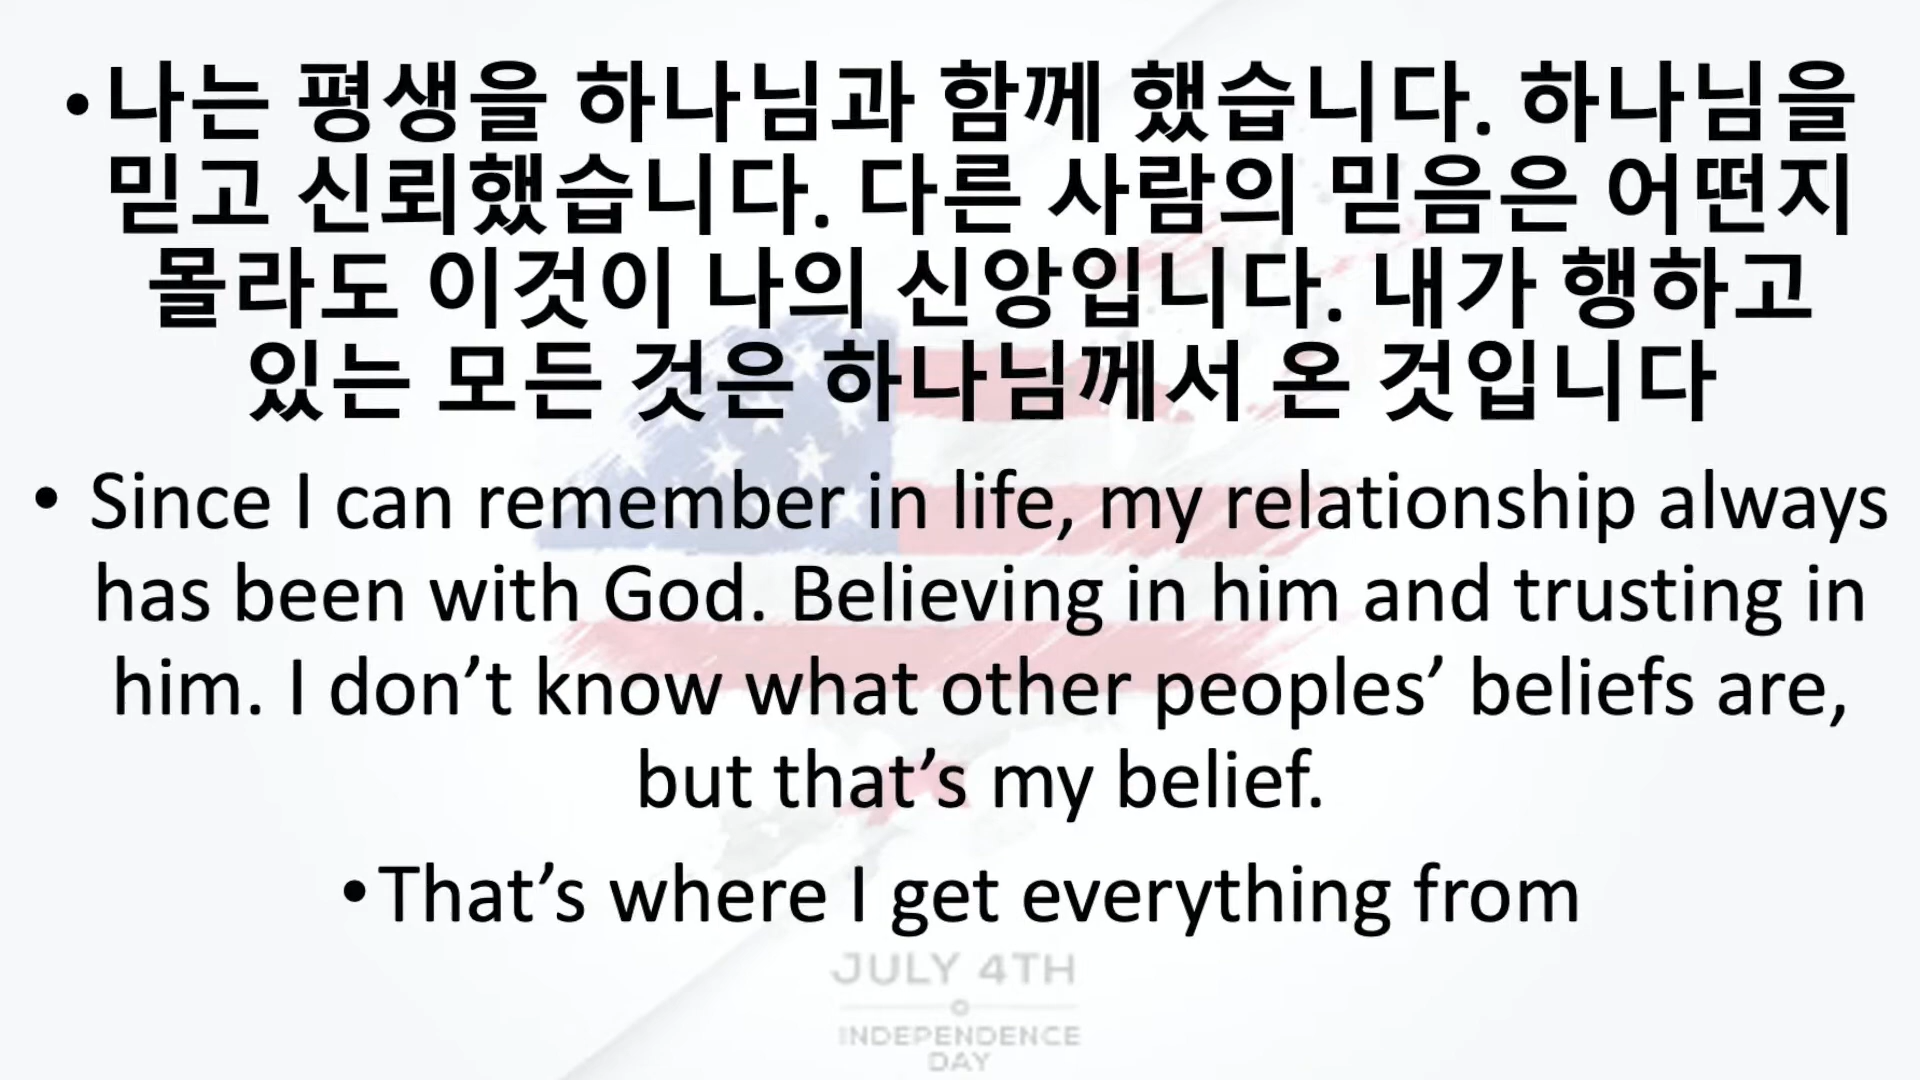 • 나는 평생을 하나님과 함께 했습니다. 하나님을
믿고 신뢰했습니다. 다른 사람의 믿음은 어떤지
몰라도 이것이 나의 신앙입니다. 내가 행하고
있는 모든 것은 하나님께서 온 것입니다
• Since I can remember in life, my relationship always
has been with God. Believing in him and trusting in
him. I don’t know what other peoples’ beliefs are,
but that’s my belief.
• That’s where I get everything from
JULY 4TH
INDEPENDENCE
DAY